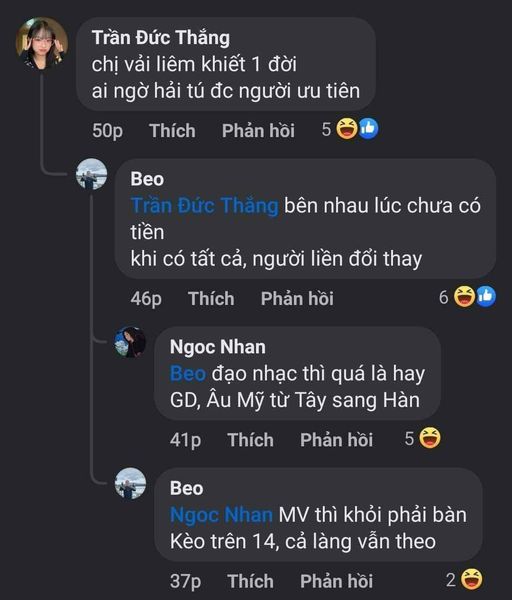 Trần Đức Thắng
chị vải liêm khiết 1 đời
ai ngờ hải tú đc người ưu tiên
50p Thích Phản hồi 5
Beo
Trần Đức Thắng bên nhau lúc chưa có
tiền
khi có tất cả, người liền đổi thay
46p Thích Phản hồi 6
Ngoc Nhan
Beo đạo nhạc thì quá là hay
GD, Âu Mỹ từ Tây sang Hàn
41p Thích Phản hồi 5
Beo
Ngoc Nhan MV thì khỏi phải bàn
Kèo trên 14, cả làng vẫn theo
37p Thích Phản hồi 2